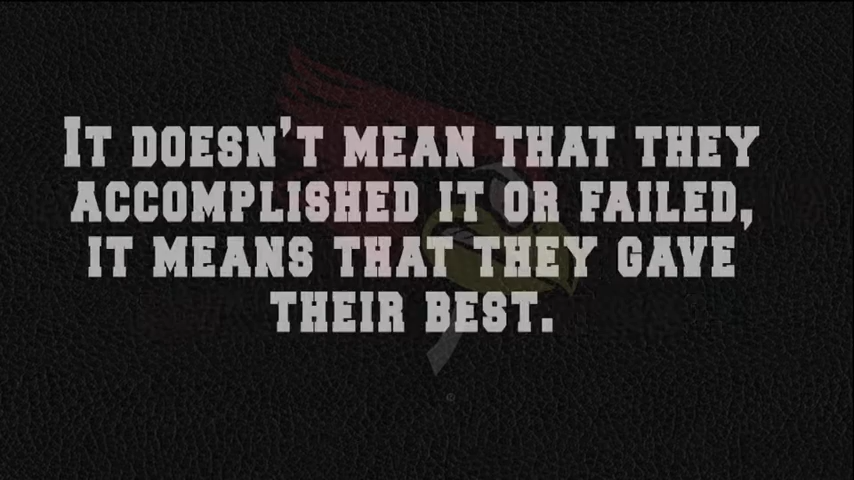 It doesn't mean that they
accomplished it or failed,
it means that they gave
their best.